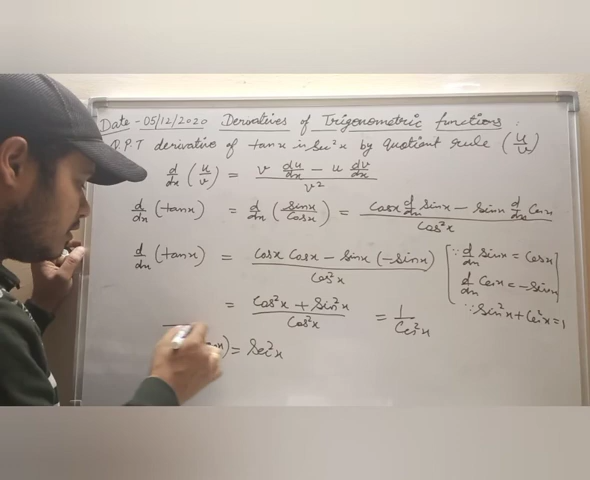 Date - 05/12/2020 Derivatives of Trigonometric functions :
Q. P.T derivative of tanx is Sec²x by quotient rule (u/v)
d/dx (u/v) = (v du/dx - u dv/dx) / v²
d/dx (tanx) = d/dx (Sinx/Cosx) = (Cosx d/dx Sinx - Sinx d/dx Cosx) / Cos²x
d/dx (tanx) = (Cosx Cosx - Sinx (-Sinx)) / Cos²x [∵ d/dx Sinx = Cosx
d/dx Cosx = -Sinx]
= (Cos²x + Sin²x) / Cos²x = 1/Cos²x ∵ Sin²x + Cos²x = 1
x) = Sec²x